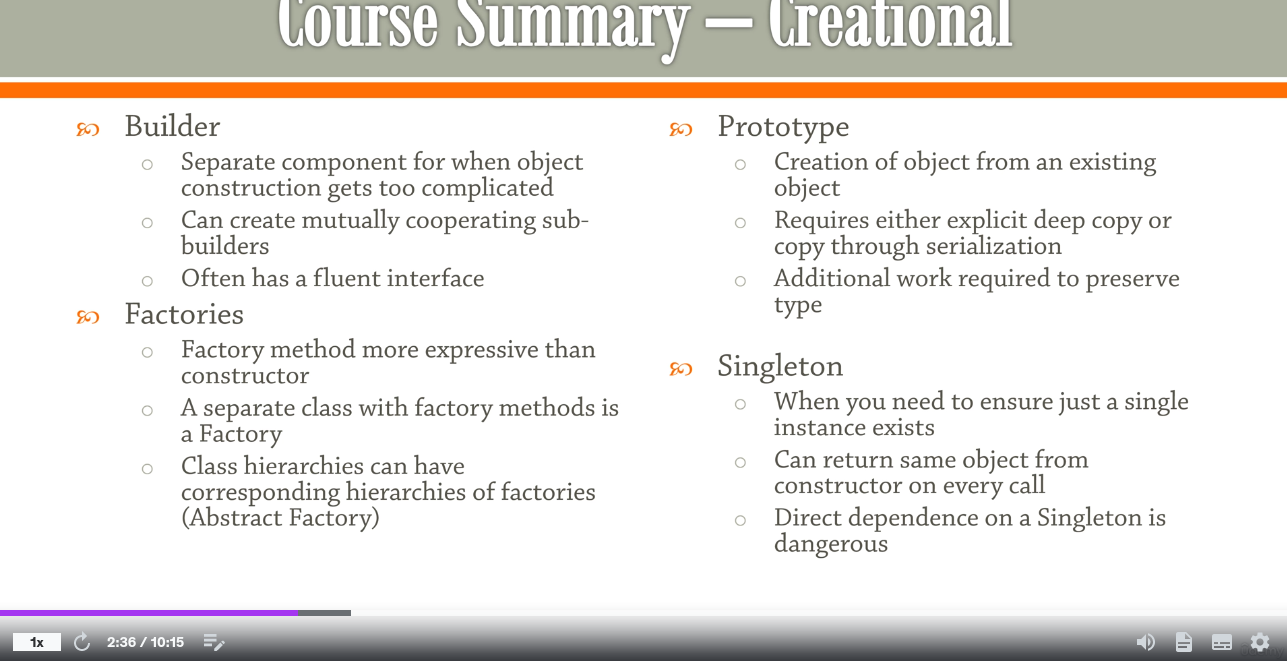 Course Summary – Creational
Builder
Separate component for when object
construction gets too complicated
Can create mutually cooperating sub-
builders
Often has a fluent interface
Factories
Factory method more expressive than
constructor
A separate class with factory methods is
a Factory
Class hierarchies can have
corresponding hierarchies of factories
(Abstract Factory)
Prototype
Creation of object from an existing
object
Requires either explicit deep copy or
copy through serialization
Additional work required to preserve
type
Singleton
When you need to ensure just a single
instance exists
Can return same object from
constructor on every call
Direct dependence on a Singleton is
dangerous
1x
2:36 / 10:15